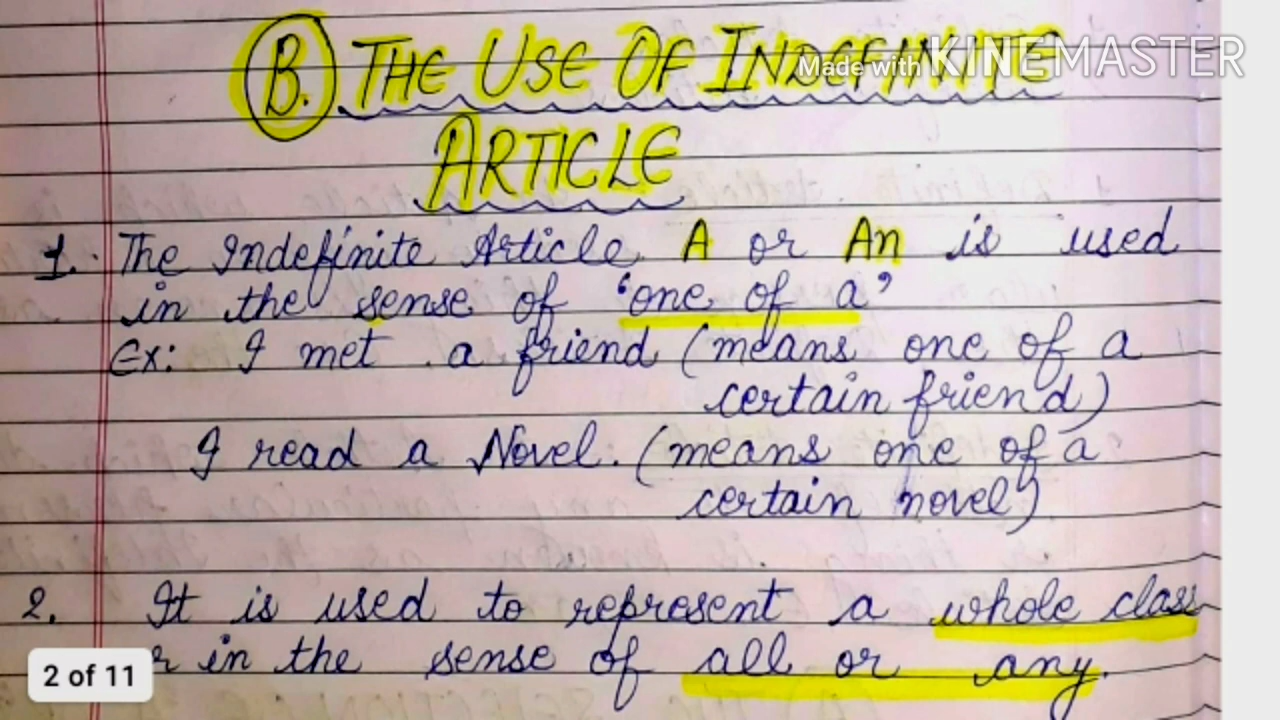 B. THE USE OF INDEFINITE
Made with KINEMASTER
ARTICLE
1. The Indefinite Article A or An is used
in the sense of 'one of a'
Ex: I met a friend (means one of a
certain friend)
I read a Novel. (means one of a
certain novel)
2. It is used to represent a whole class
in the sense of all or any.
2 of 11